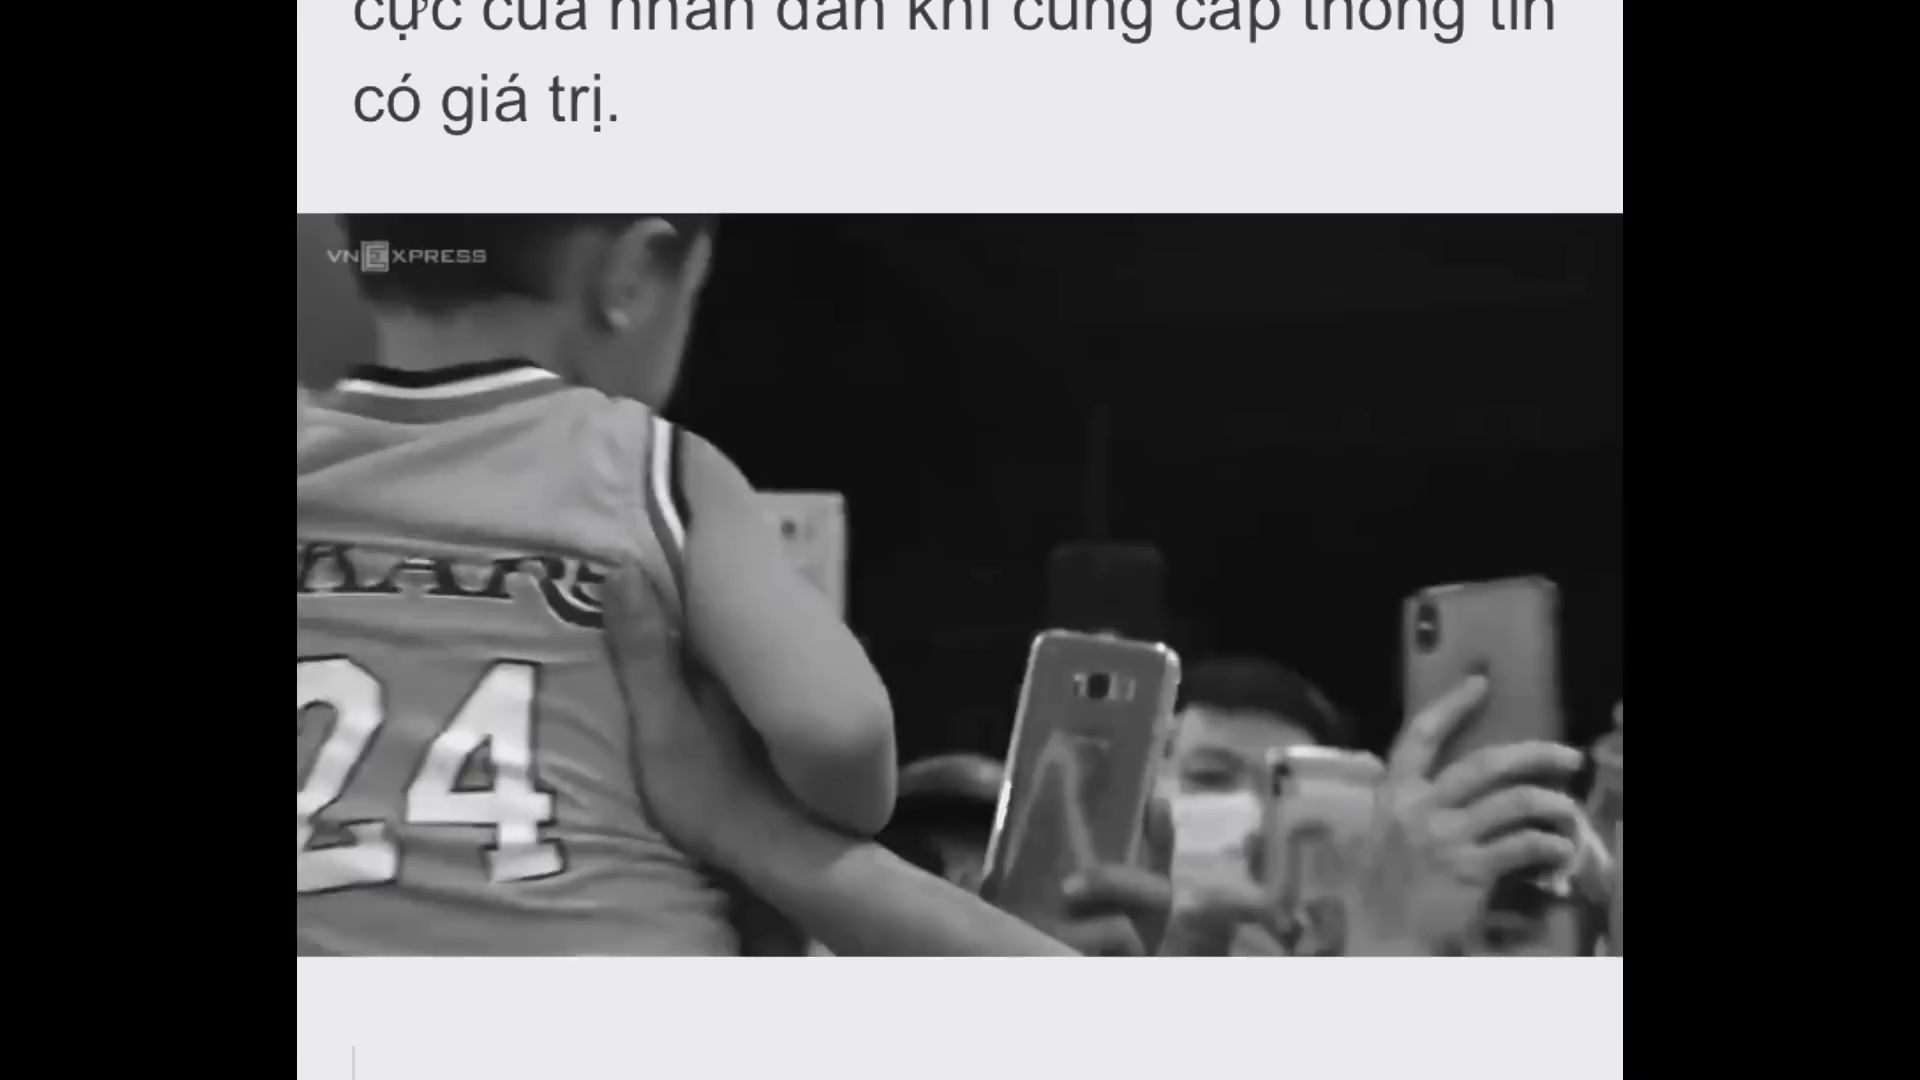 cực của nhân dân khi cung cấp thông tin
có giá trị.
VNEXPRESS
24